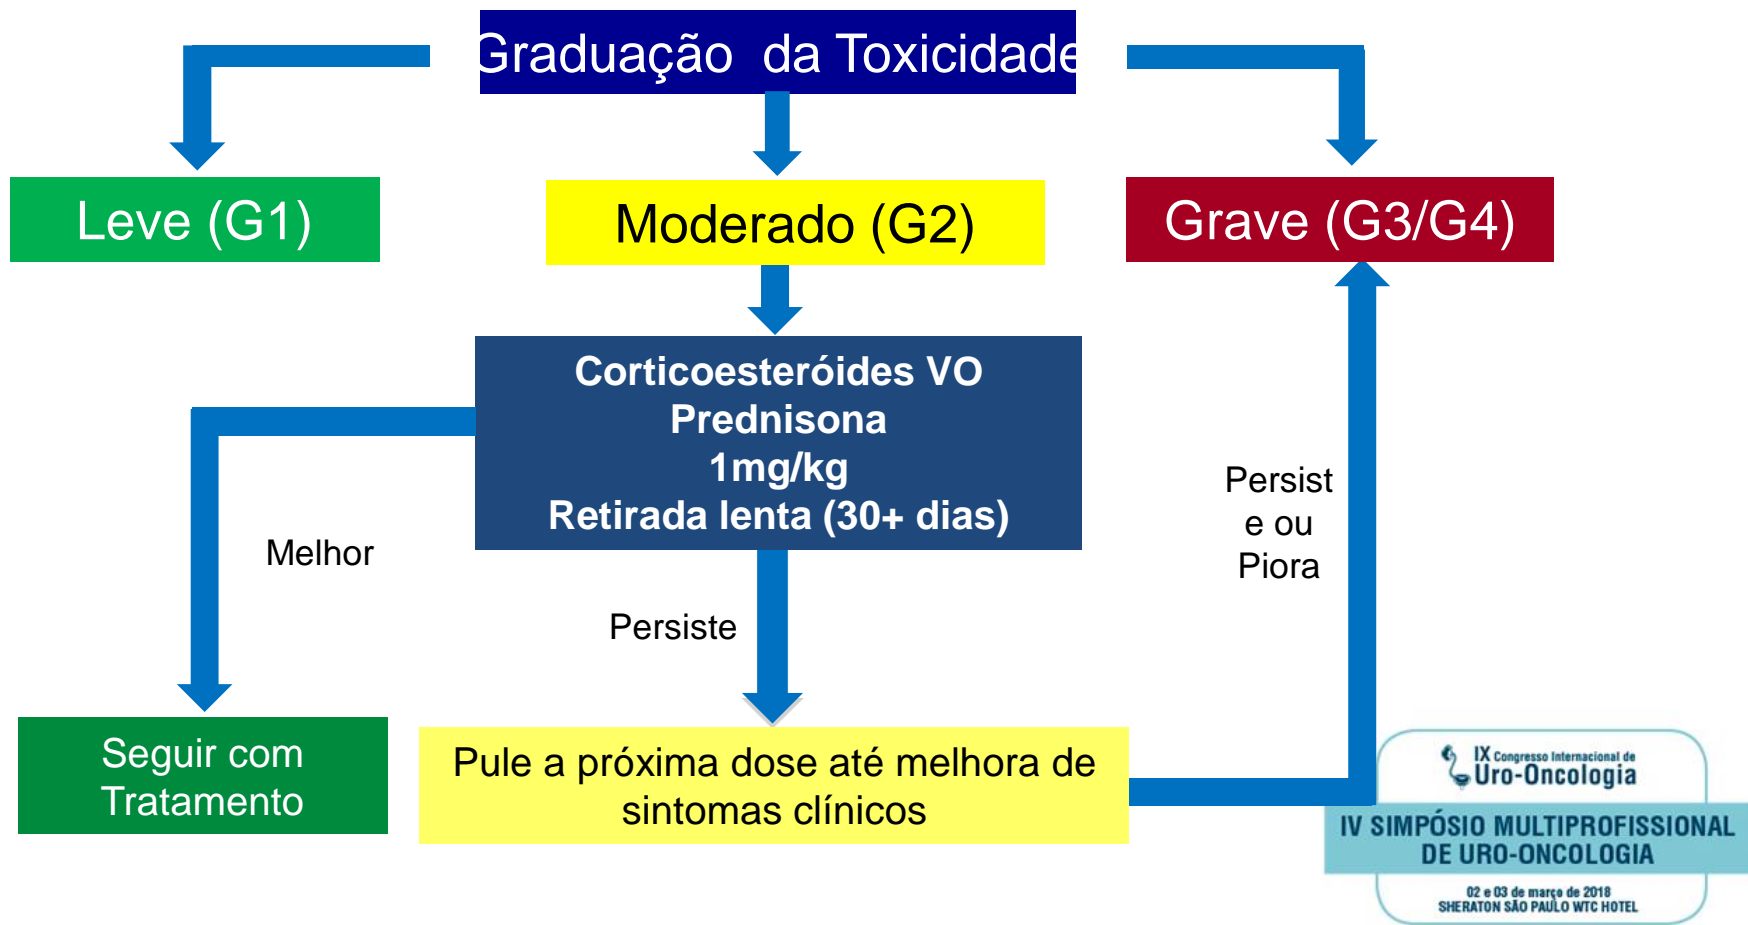 Graduação da Toxicidade
Leve (G1)
Moderado (G2)
Grave (G3/G4)
Corticoesteróides VO
Prednisona
1mg/kg
Retirada lenta (30+ dias)
Melhor
Persiste
Persist
e ou
Piora
Seguir com
Tratamento
Pule a próxima dose até melhora de
sintomas clínicos
IX Congresso Internacional de
Uro-Oncologia
IV SIMPÓSIO MULTIPROFISSIONAL
DE URO-ONCOLOGIA
02 e 03 de março de 2018
SHERATON SÃO PAULO WTC HOTEL